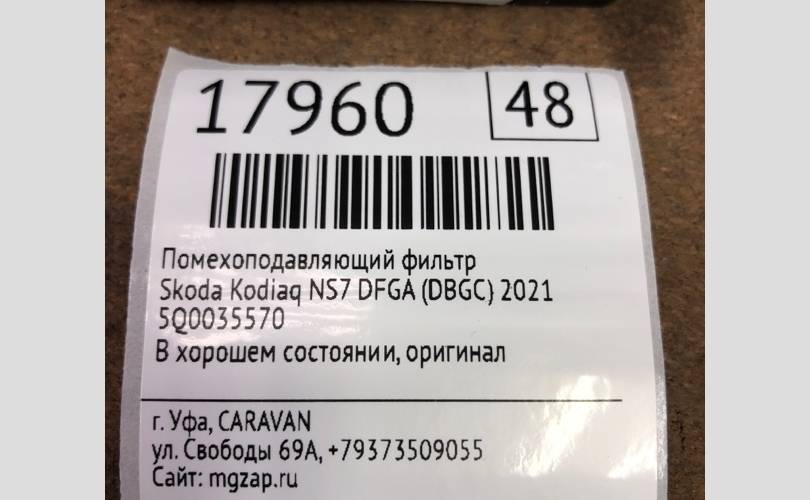 17960
48
Помехоподавляющий фильтр
Skoda Kodiaq NS7 DFGA (DBGC) 2021
5Q0035570
В хорошем состоянии, оригинал
г. Уфа, CARAVAN
ул. Свободы 69А, +79373509055
Сайт: mgzap.ru